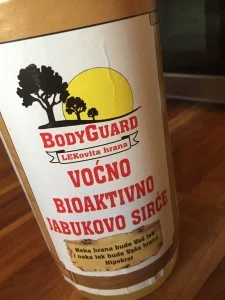 BODYGUARD
LEKovita hrana
VOĆNO
BIOAKTIVNO
JABUKOVO SIRĆE
Neka hrana bude Vaš lek
i neka lek bude Vaša hrana
Hipokrat